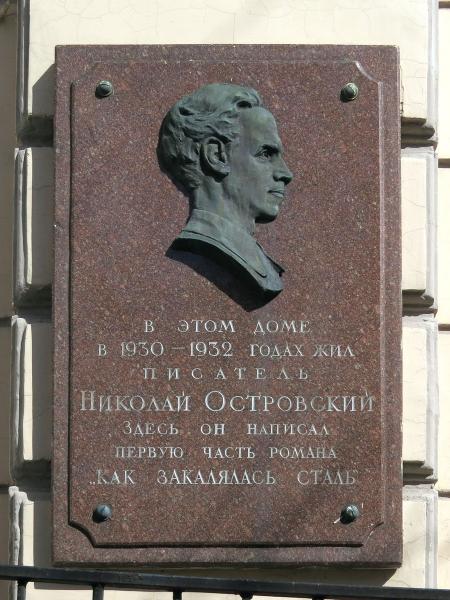 В ЭТОМ ДОМЕ
В 1930 — 1932 ГОДАХ ЖИЛ
ПИСАТЕЛЬ
НИКОЛАЙ ОСТРОВСКИЙ
ЗДЕСЬ ОН НАПИСАЛ
ПЕРВУЮ ЧАСТЬ РОМАНА
„КАК ЗАКАЛЯЛАСЬ СТАЛЬ“